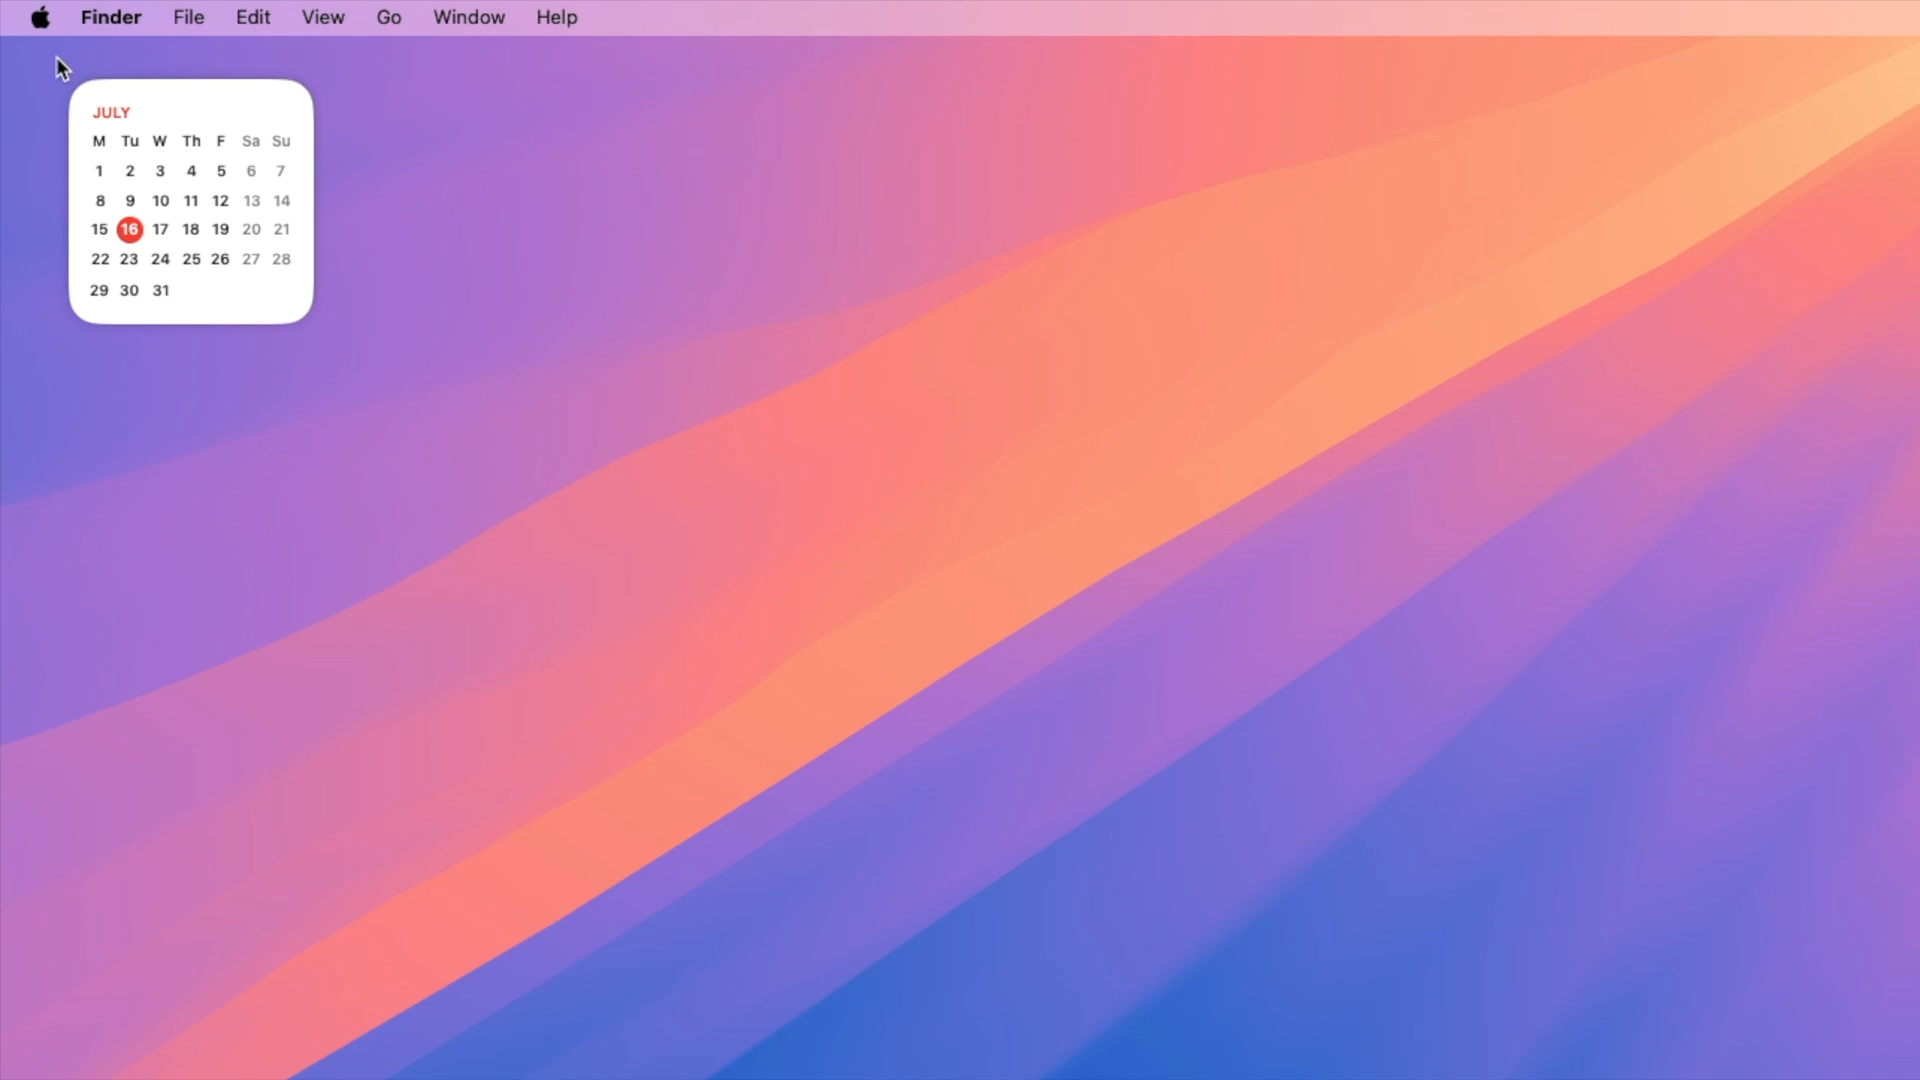 Finder File Edit View Go Window Help
JULY
M Tu W Th F Sa Su
1 2 3 4 5 6 7
8 9 10 11 12 13 14
15 16 17 18 19 20 21
22 23 24 25 26 27 28
29 30 31